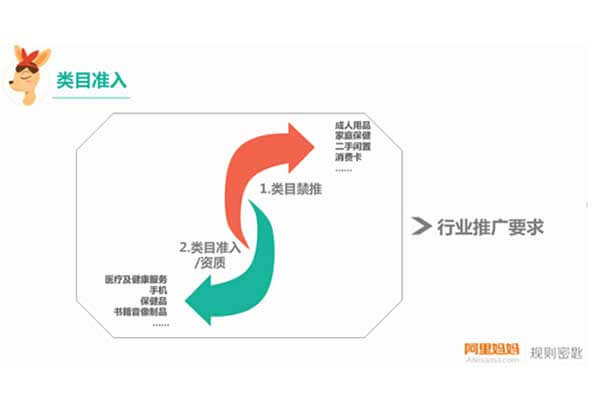 类目准入
成人用品
家庭保健
二手闲置
消费卡
......
1.类目禁推
2.类目准入
/资质
医疗及健康服务
手机
保健品
书籍音像制品
......
行业推广要求
阿里妈妈
Alimama.com
规则密匙